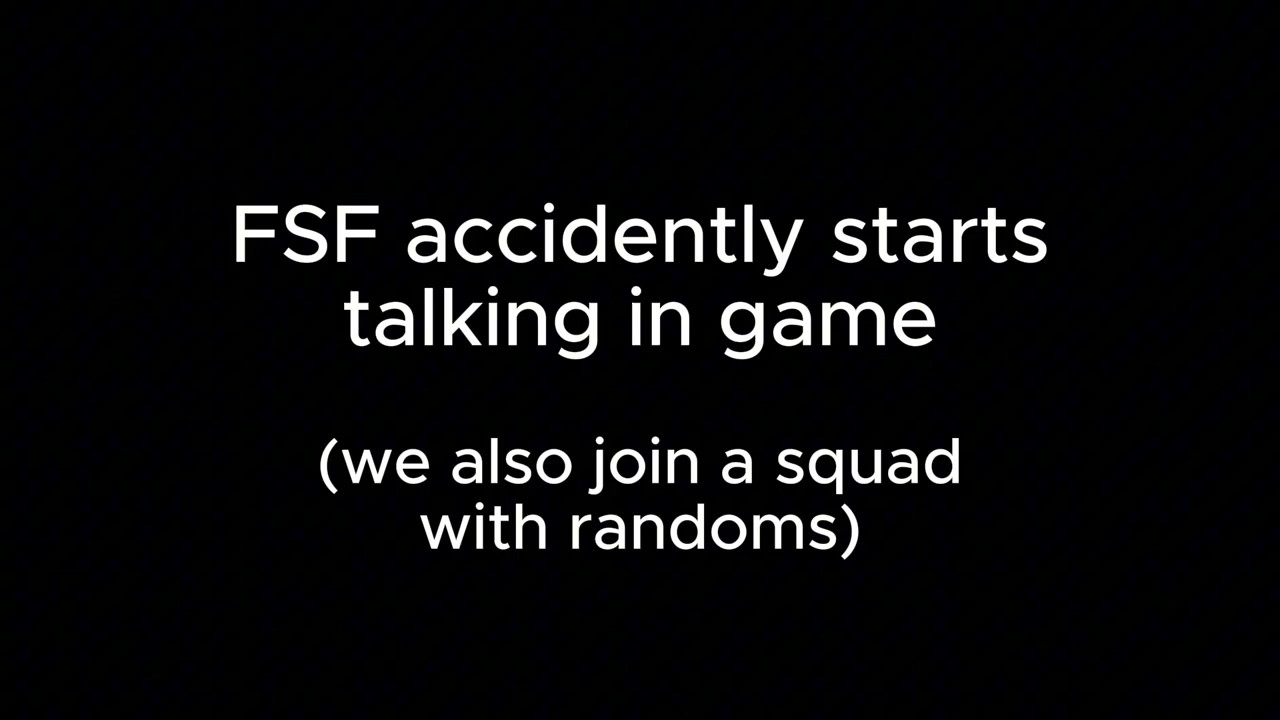 FSF accidently starts
talking in game
(we also join a squad
with randoms)